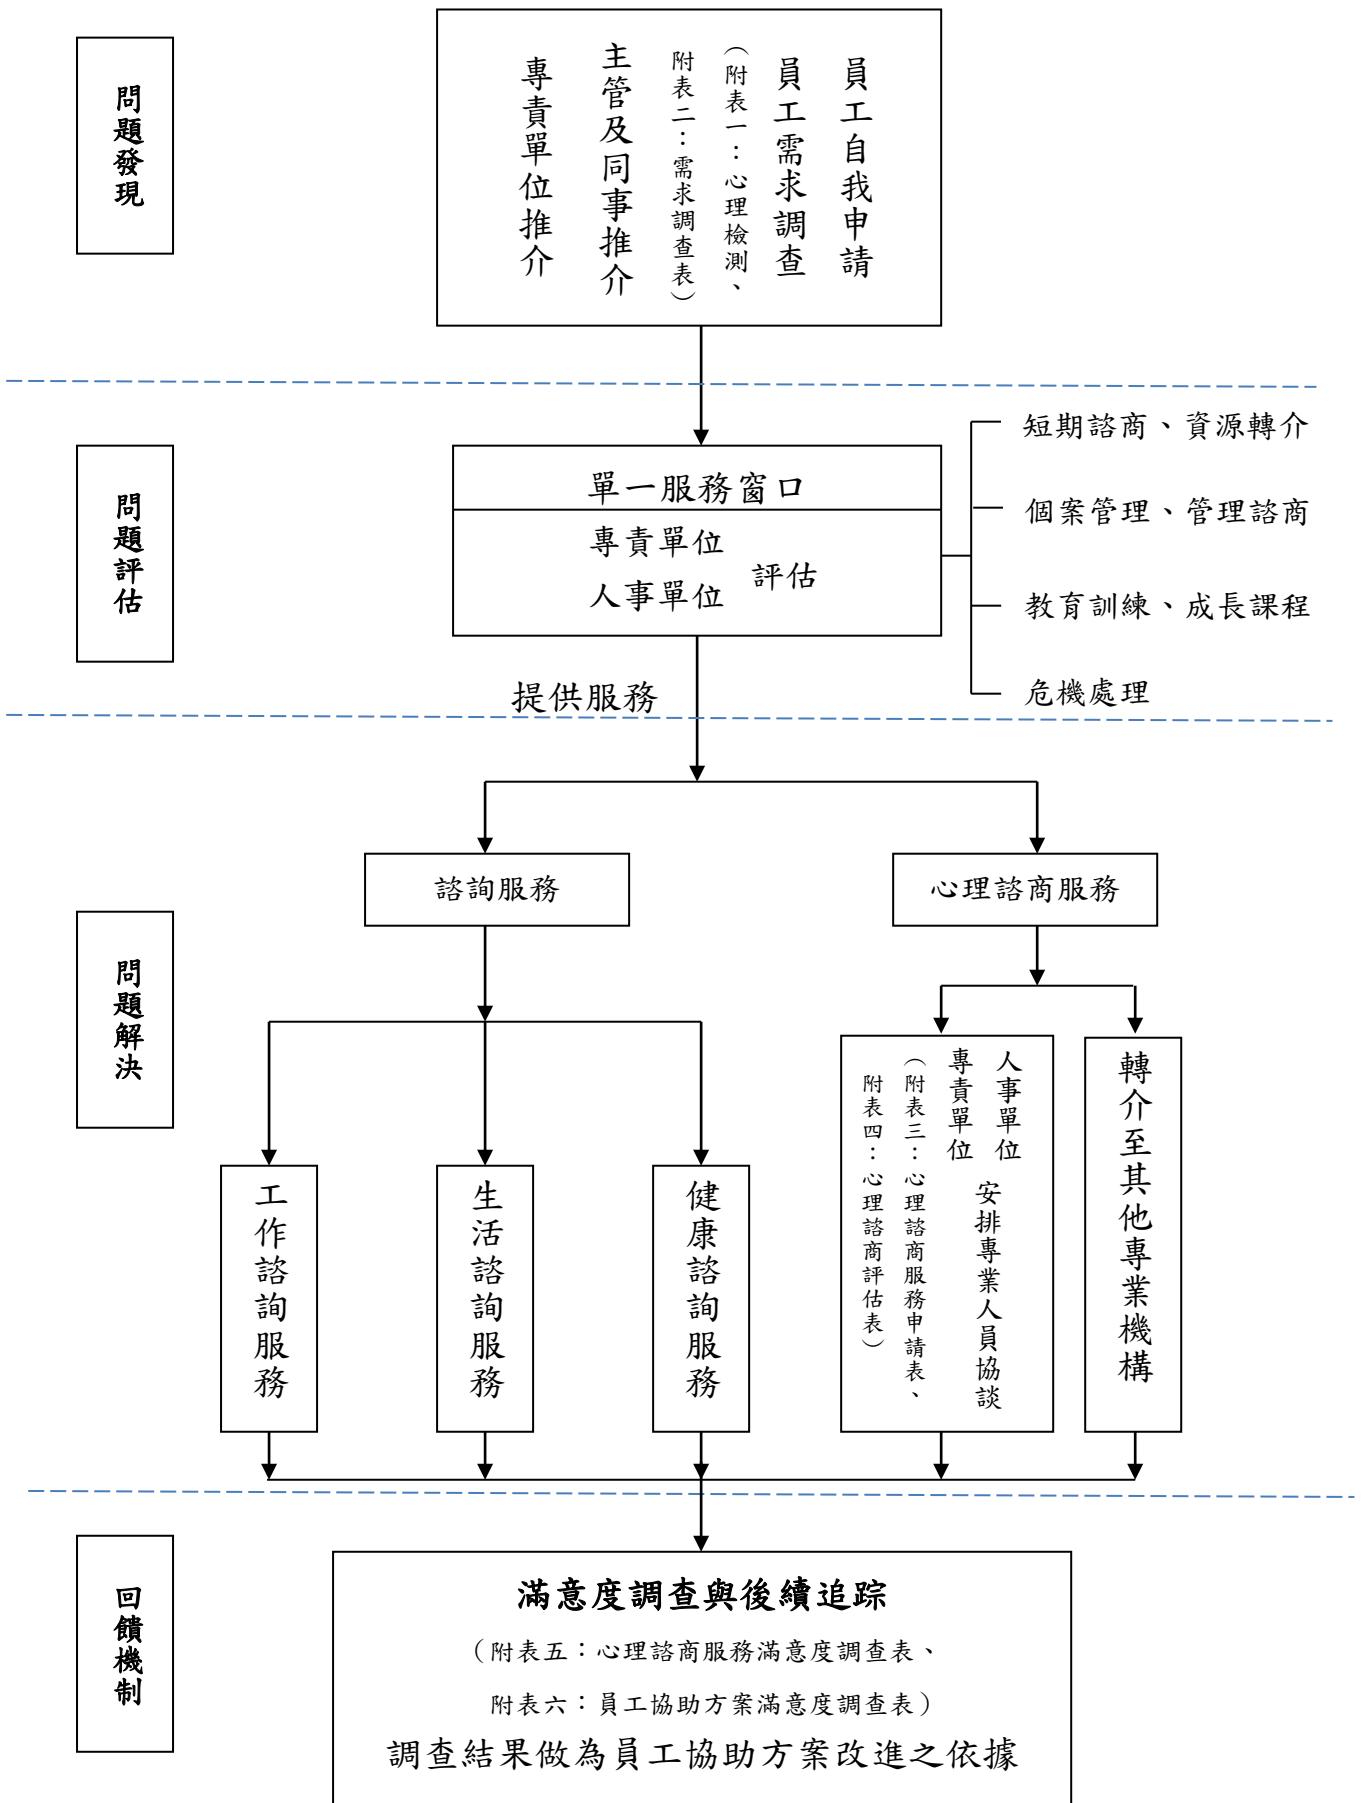 問題發現
員工自我申請
員工需求調查
（附表一：心理檢測、
附表二：需求調查表）
主管及同事推介
專責單位推介
問題評估
單一服務窗口
專責單位
人事單位
評估
短期諮商、資源轉介
個案管理、管理諮商
教育訓練、成長課程
危機處理
提供服務
問題解決
諮詢服務
心理諮商服務
工作諮詢服務
生活諮詢服務
健康諮詢服務
人事單位
專責單位
安排專業人員協談
（附表三：心理諮商服務申請表、
附表四：心理諮商評估表）
轉介至其他專業機構
回饋機制
滿意度調查與後續追踪
（附表五：心理諮商服務滿意度調查表、
附表六：員工協助方案滿意度調查表）
調查結果做為員工協助方案改進之依據